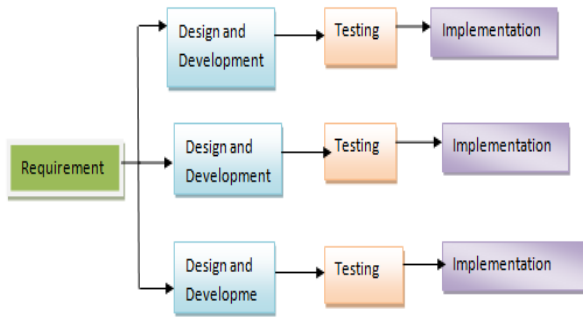 Design and
Development
Testing
Implementation
Requirement
Design and
Development
Testing
Implementation
Design and
Developme
Testing
Implementation